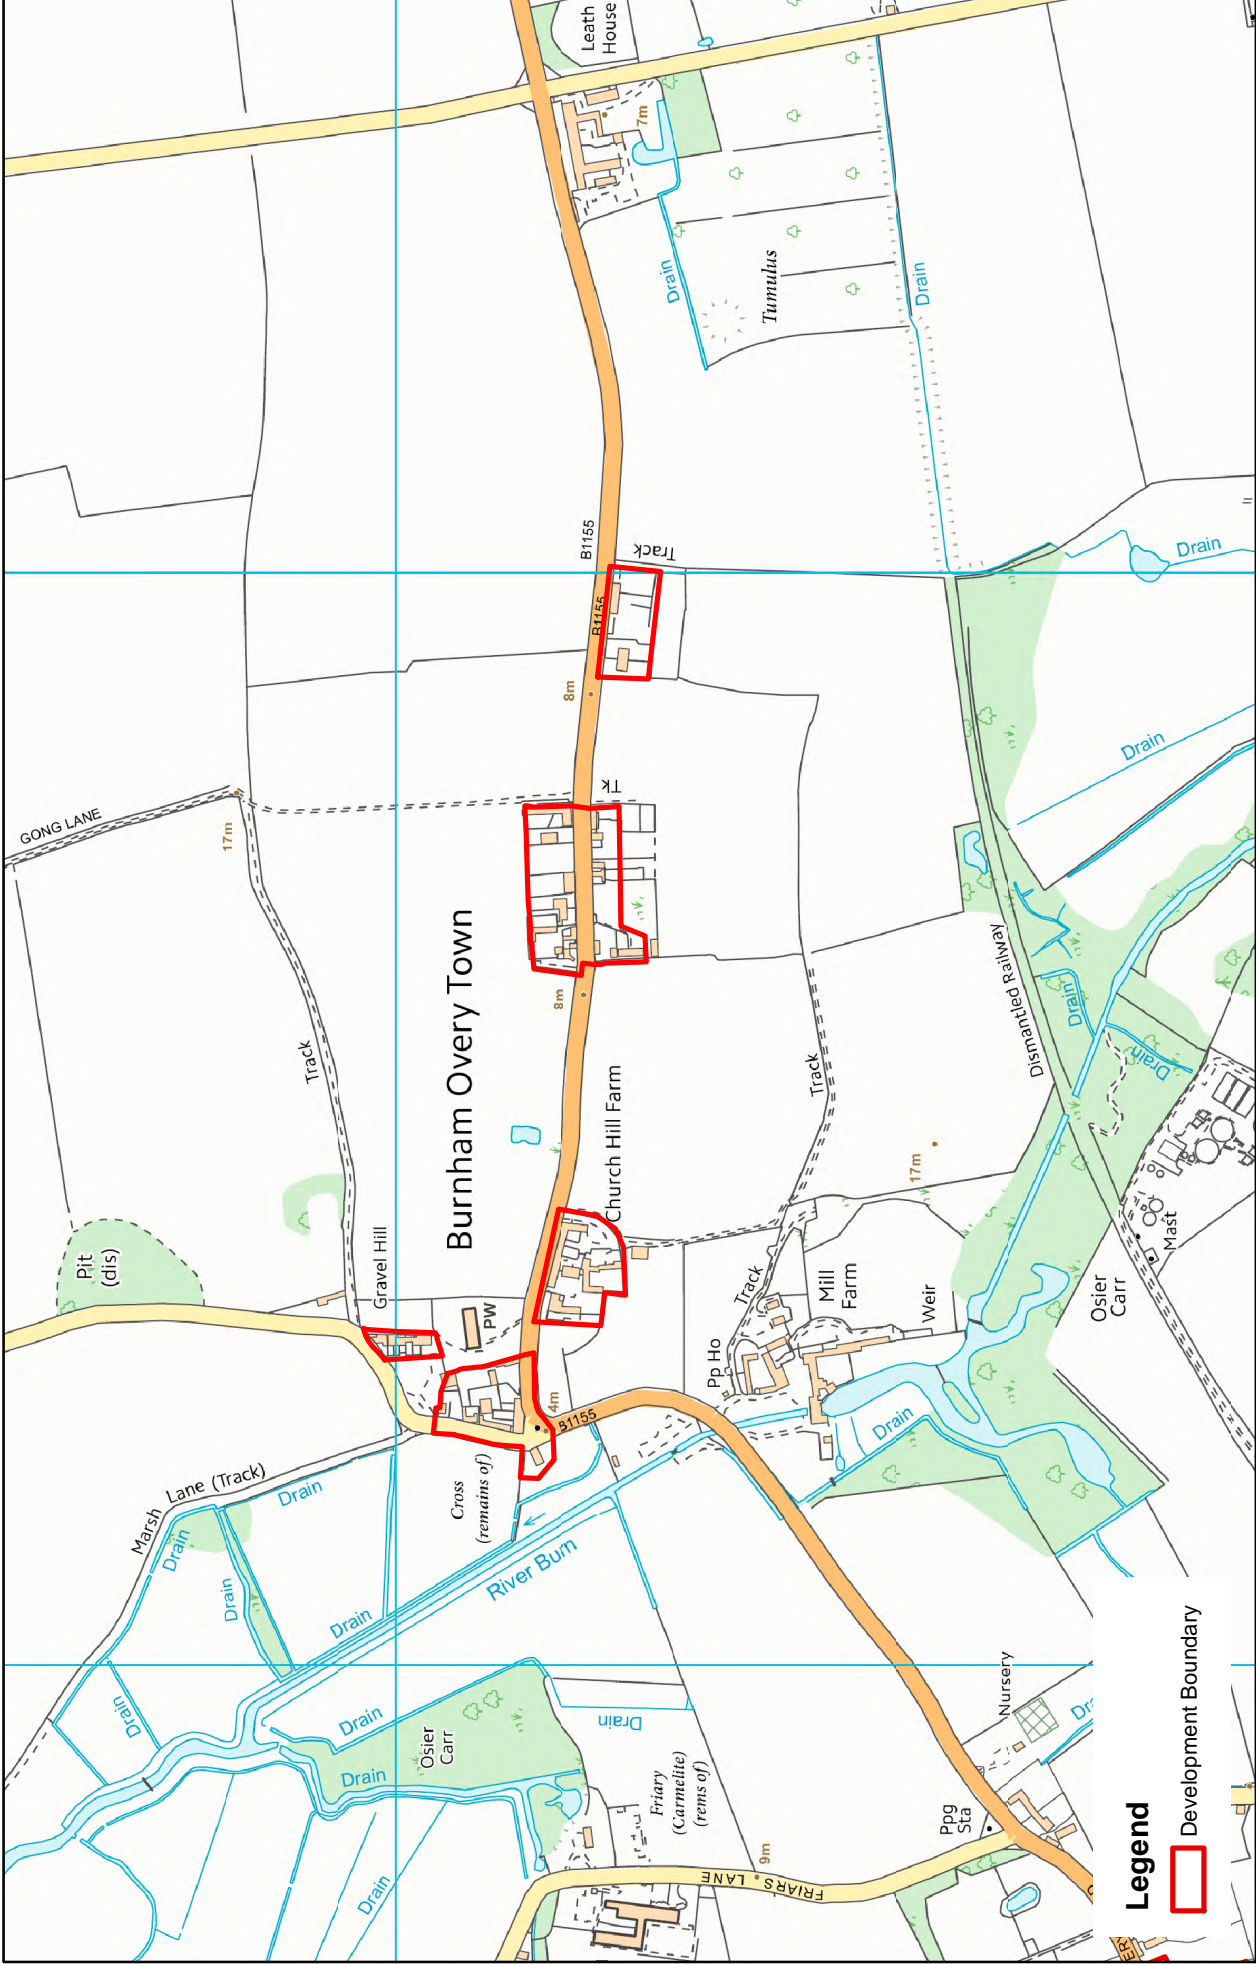 Leath
House
7m
Drain
Tumulus
Drain
B1155
Track
B1155
Drain
8m
Tk
GONG LANE
17m
Drain
Burnham Overy Town
8m
Dismantled Railway
Drain
Drain
Track
Track
Church Hill Farm
17m
Pit
(dis)
Gravel Hill
PW
Track
Mill
Farm
Weir
Osier
Carr
Mast
Pp Ho
4m
B1155
Drain
Cross
(remains of)
Marsh Lane (Track)
Drain
Drain
Drain
Drain
River Burn
Drain
Drain
Osier
Carr
Drain
Drain
Drain
Nursery
Friary
(Carmelite)
(rems of)
Ppg
Sta
9m
FRIARS LANE
Legend
Development Boundary